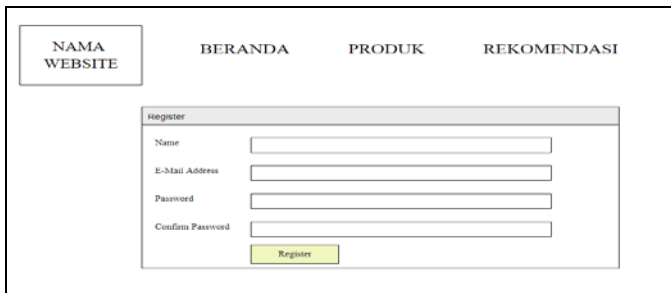 NAMA
WEBSITE
BERANDA PRODUK REKOMENDASI
Register
Name
E-Mail Address
Password
Confirm Password
Register